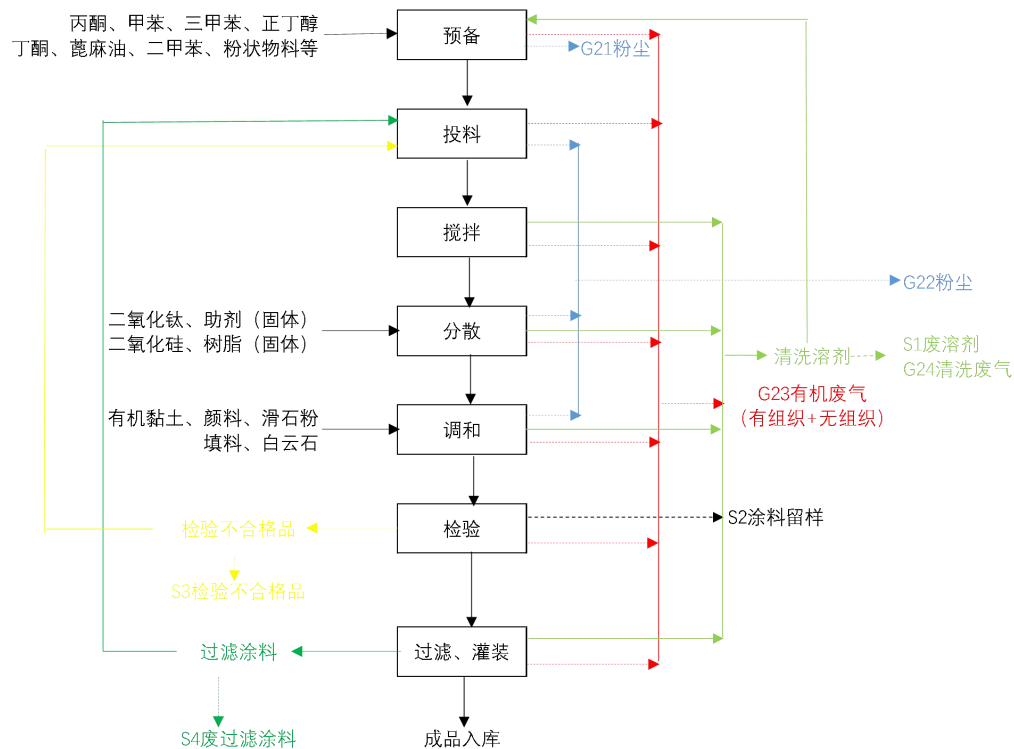 丙酮、甲苯、三甲苯、正丁醇
丁酮、蓖麻油、二甲苯、粉状物料等
预备
G21粉尘
投料
搅拌
G22粉尘
二氧化钛、助剂（固体）
二氧化硅、树脂（固体）
分散
清洗溶剂
S1废溶剂
G24清洗废气
G23有机废气
（有组织+无组织）
有机黏土、颜料、滑石粉
填料、白云石
调和
检验不合格品
检验
S2涂料留样
S3检验不合格品
过滤涂料
过滤、灌装
S4废过滤涂料
成品入库